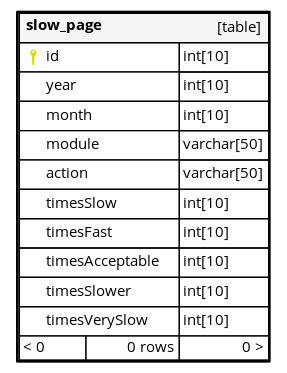 slow_page [table]
id int[10]
year int[10]
month int[10]
module varchar[50]
action varchar[50]
timesSlow int[10]
timesFast int[10]
timesAcceptable int[10]
timesSlower int[10]
timesVerySlow int[10]
< 0 0 rows 0 >